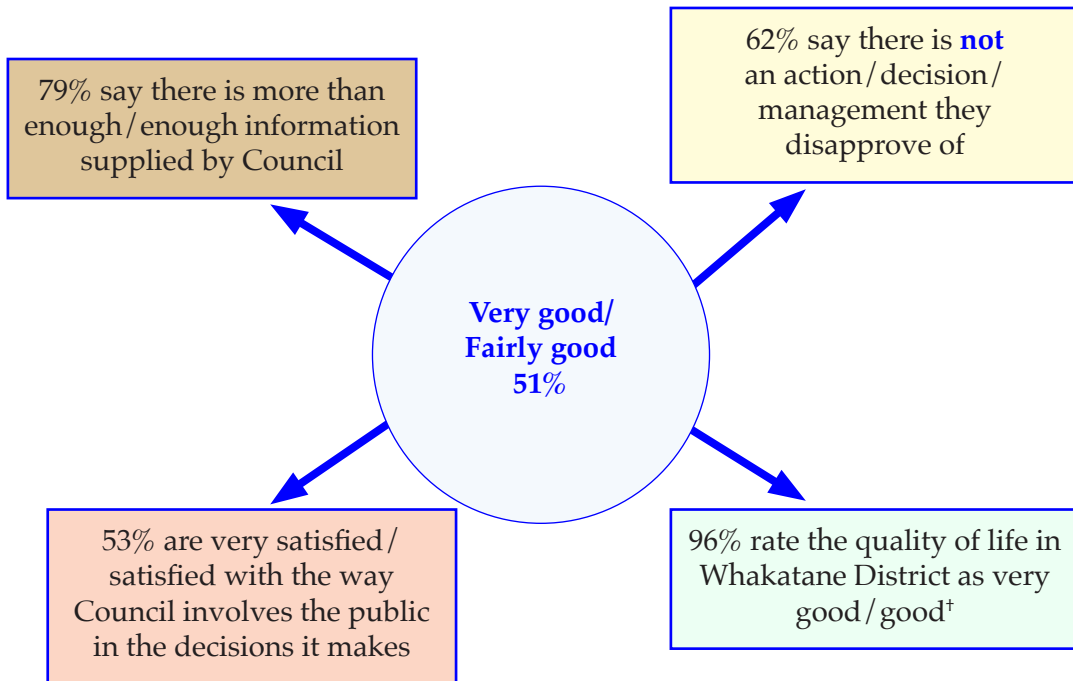 79% say there is more than
enough/enough information
supplied by Council
62% say there is not
an action/decision/
management they
disapprove of
Very good/
Fairly good
51%
53% are very satisfied/
satisfied with the way
Council involves the public
in the decisions it makes
96% rate the quality of life in
Whakatane District as very
good/good†